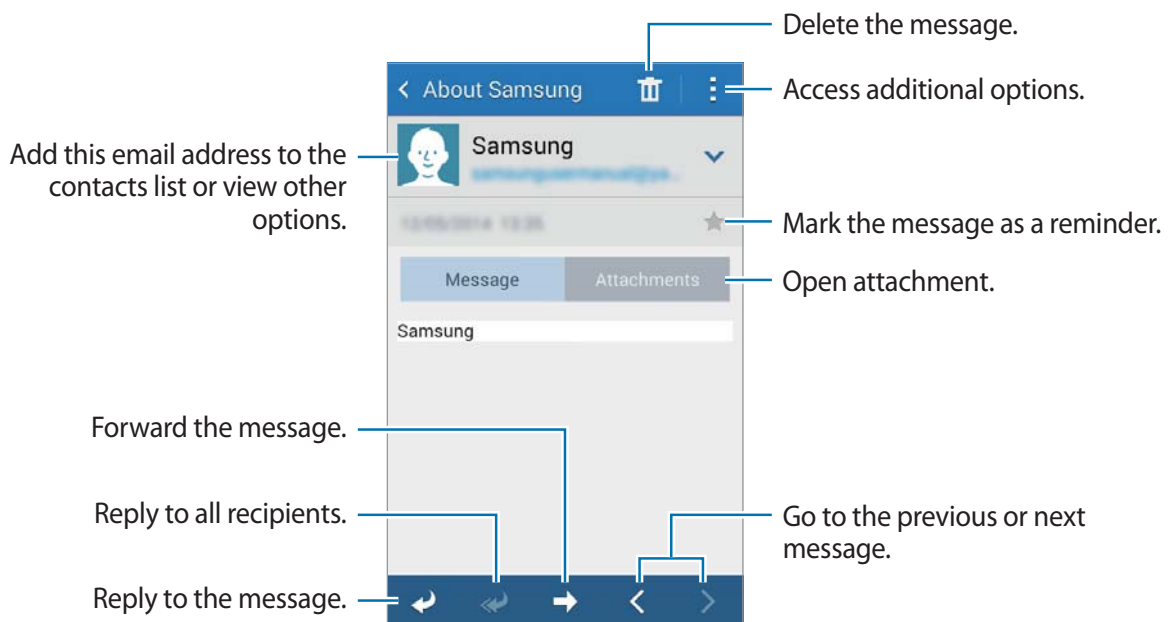 Delete the message.
About Samsung
Access additional options.
Samsung
Add this email address to the
contacts list or view other
options.
Mark the message as a reminder.
Message
Attachments
Open attachment.
Samsung
Forward the message.
Reply to all recipients.
Go to the previous or next
message.
Reply to the message.